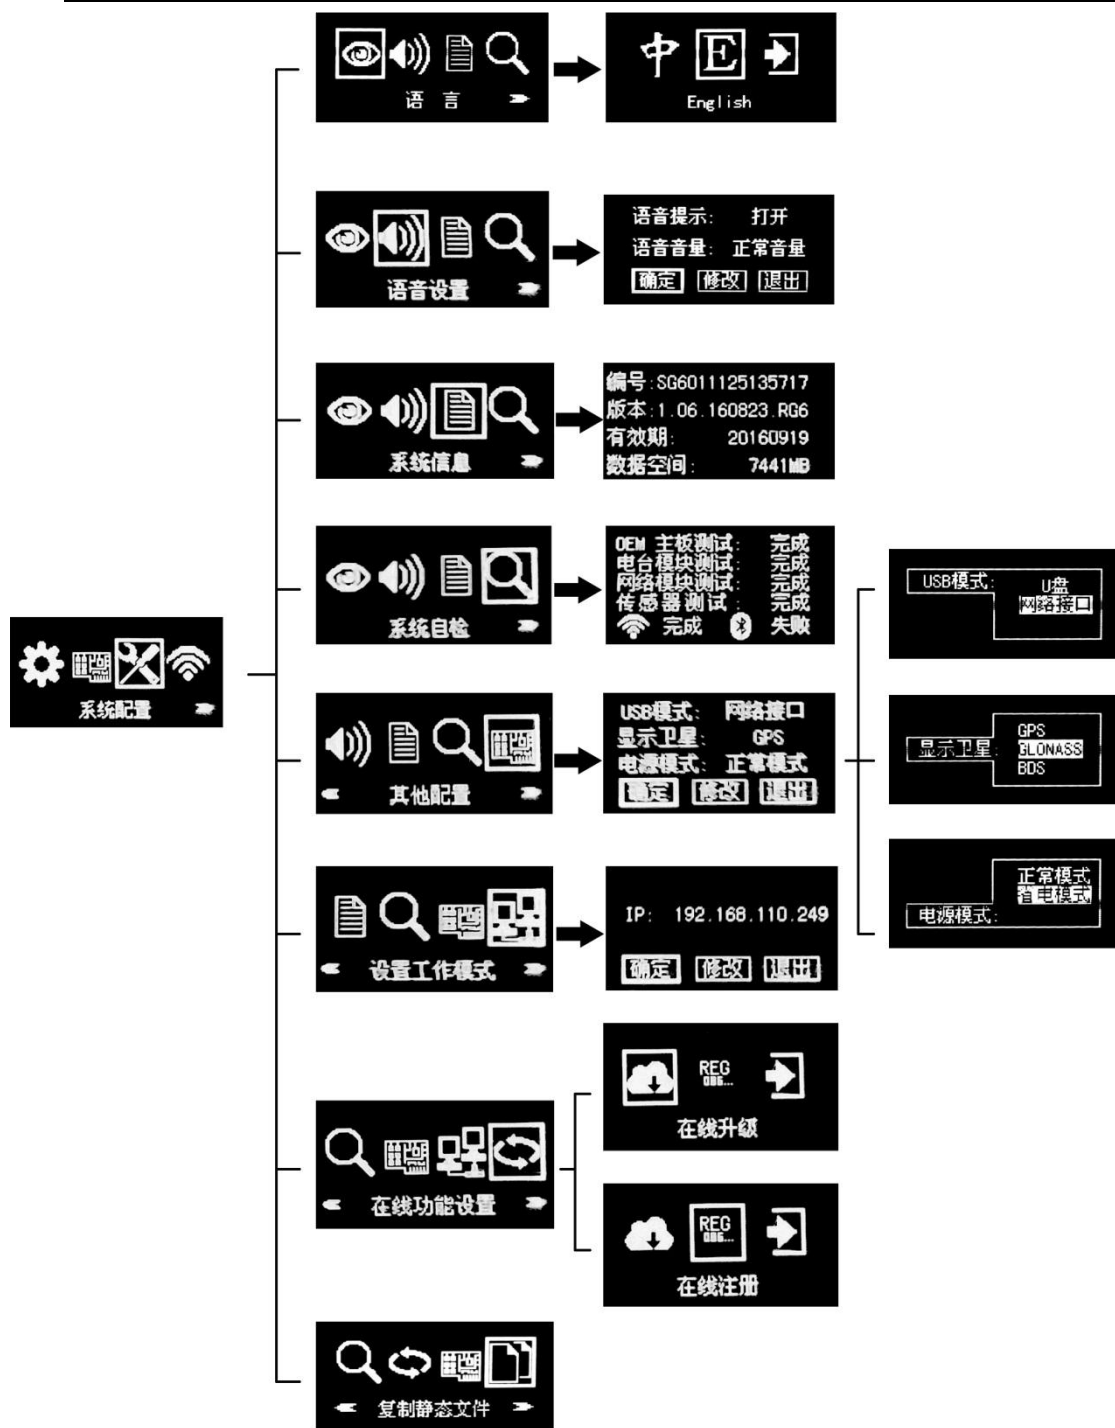 语 言
中 E
English
语音设置
语音提示: 打开
语音音量: 正常音量
确定 修改 退出
系统信息
编号:SG6011125135717
版本:1.06.160823.RG6
有效期: 20160919
数据空间: 7441MB
系统自检
OEM 主板测试: 完成
电台模块测试: 完成
网络模块测试: 完成
传感器测试: 完成
完成 失败
系统配置
其他配置
USB模式: 网络接口
显示卫星: GPS
电源模式: 正常模式
确定 修改 退出
USB模式: U盘
网络接口
GPS
显示卫星: GLONASS
BDS
正常模式
省电模式
电源模式:
设置工作模式
IP: 192.168.110.249
确定 修改 退出
在线功能设置
REG
在线升级
REG
在线注册
复制静态文件